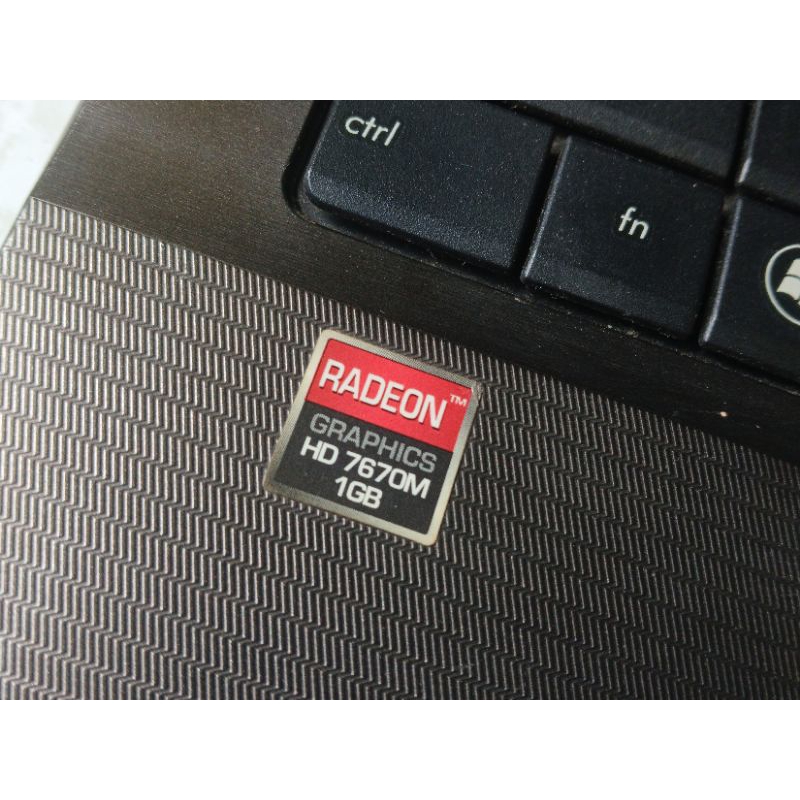 ctrl
fn
RADEON™
GRAPHICS
HD 7670M
1GB